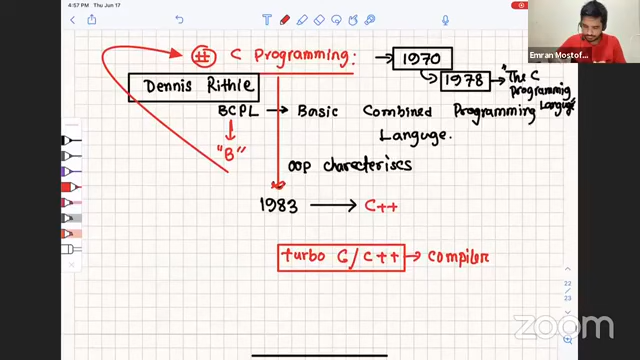 4:57 PM Thu Jun 17
Emran Mostof...
# C Programming : → 1970
1978 → "The C Programming Language"
Dennis Rithle
BCPL → Basic Combined Programming
Language.
"B"
OOP characterises
1983 → C++
turbo C/C++ → Compiler
22
23
zoom